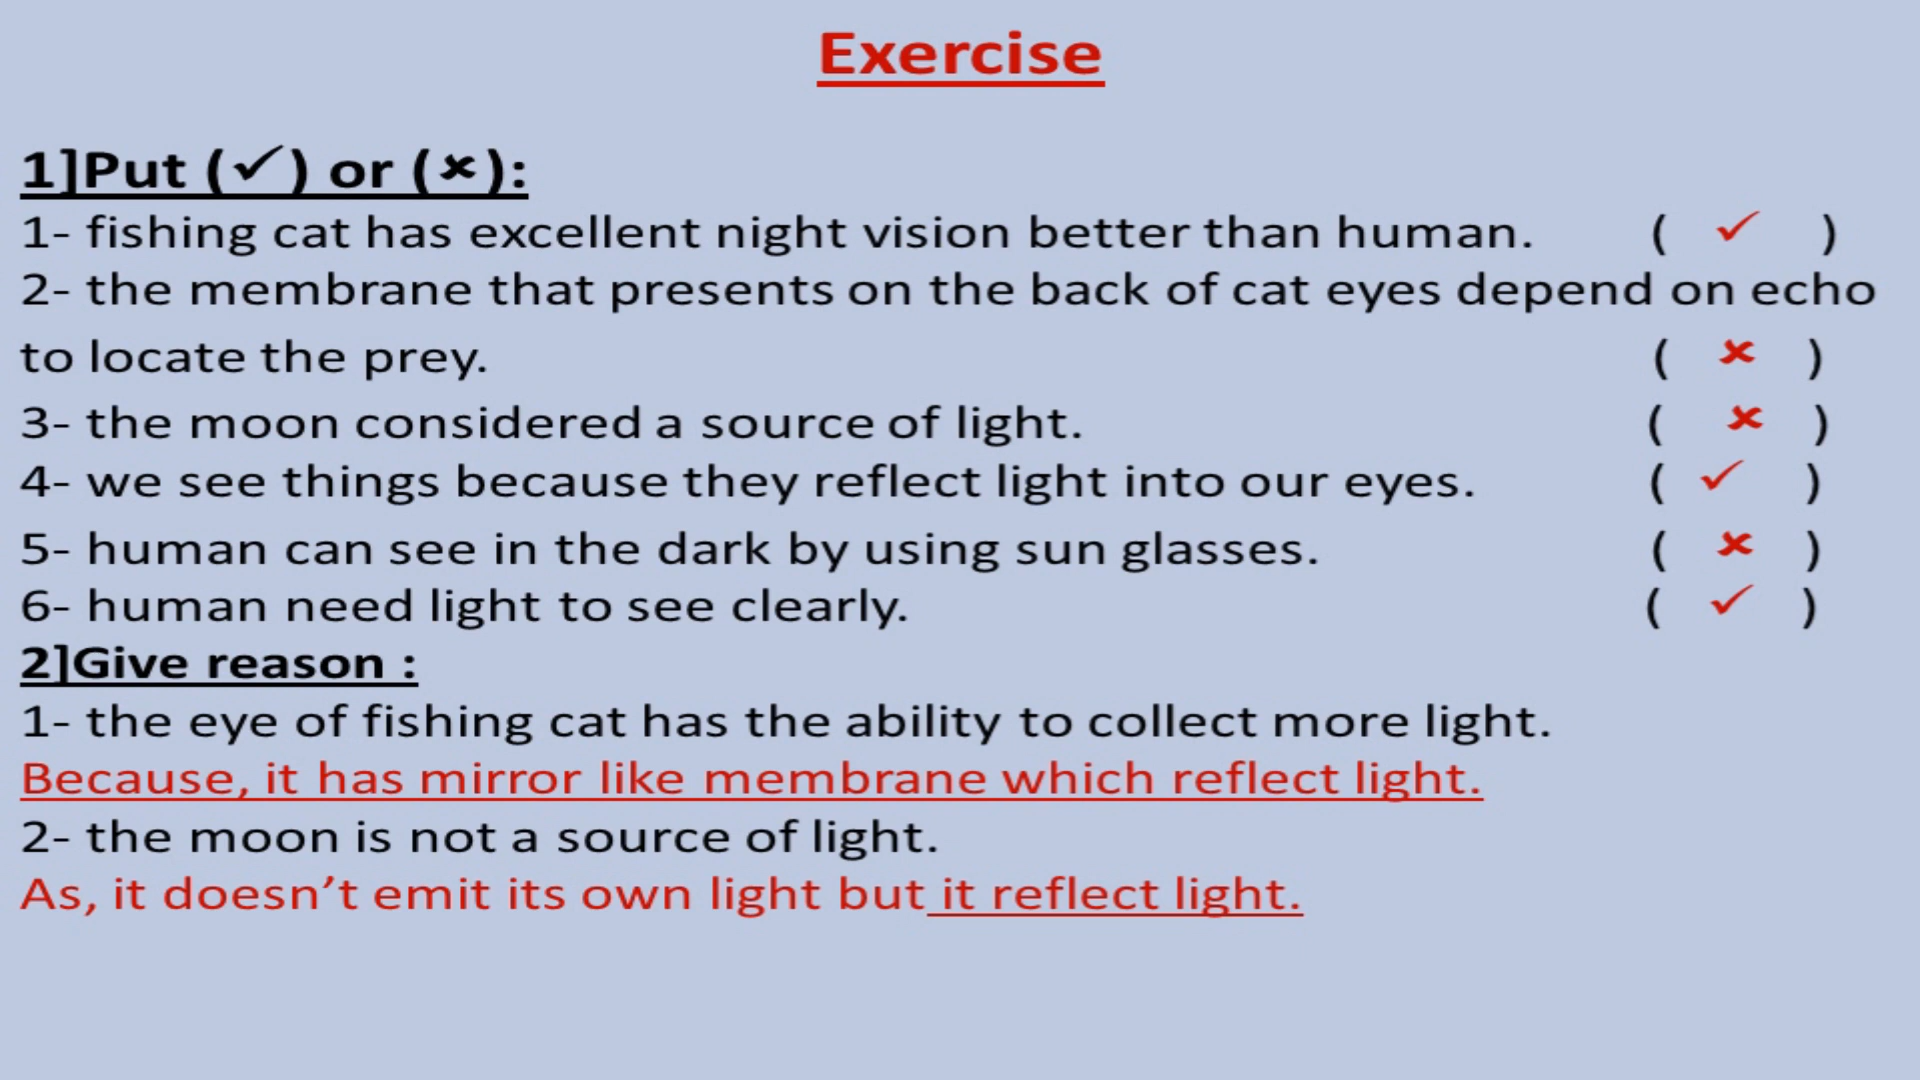 Exercise
1]Put (✓) or (✗):
1- fishing cat has excellent night vision better than human. ( ✓ )
2- the membrane that presents on the back of cat eyes depend on echo
to locate the prey. ( ✗ )
3- the moon considered a source of light. ( ✗ )
4- we see things because they reflect light into our eyes. ( ✓ )
5- human can see in the dark by using sun glasses. ( ✗ )
6- human need light to see clearly. ( ✓ )
2]Give reason :
1- the eye of fishing cat has the ability to collect more light.
Because, it has mirror like membrane which reflect light.
2- the moon is not a source of light.
As, it doesn’t emit its own light but it reflect light.